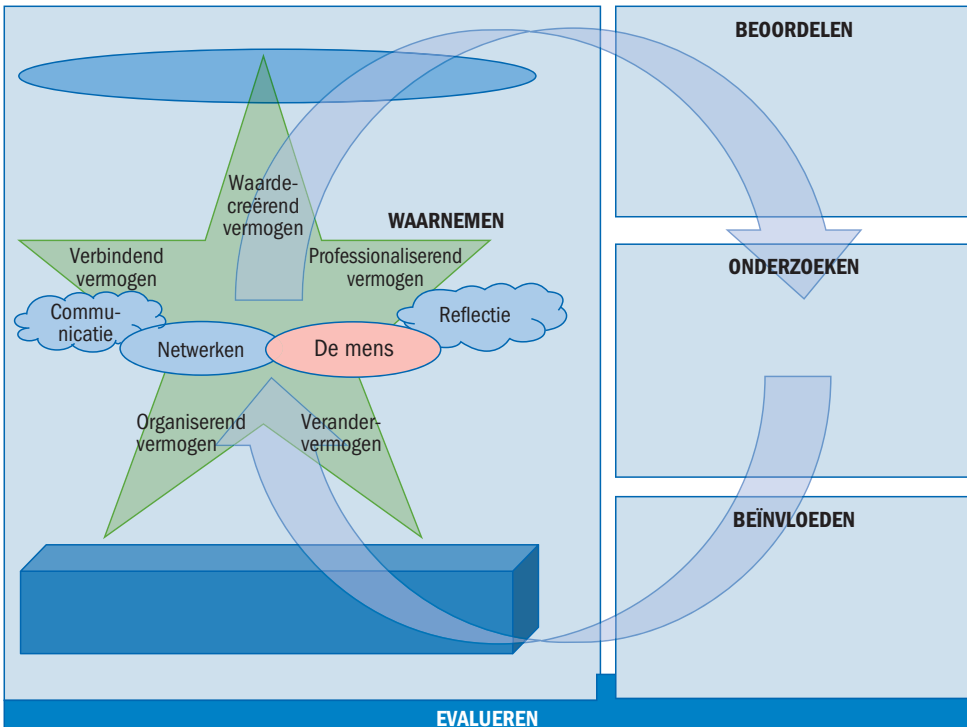 BEOORDELEN
Waarde-
creërend
vermogen
WAARNEMEN
Verbindend
vermogen
Professionaliserend
vermogen
ONDERZOEKEN
Commu-
nicatie
Reflectie
Netwerken
De mens
Organiserend
vermogen
Verander-
vermogen
BEÏNVLOEDEN
EVALUEREN